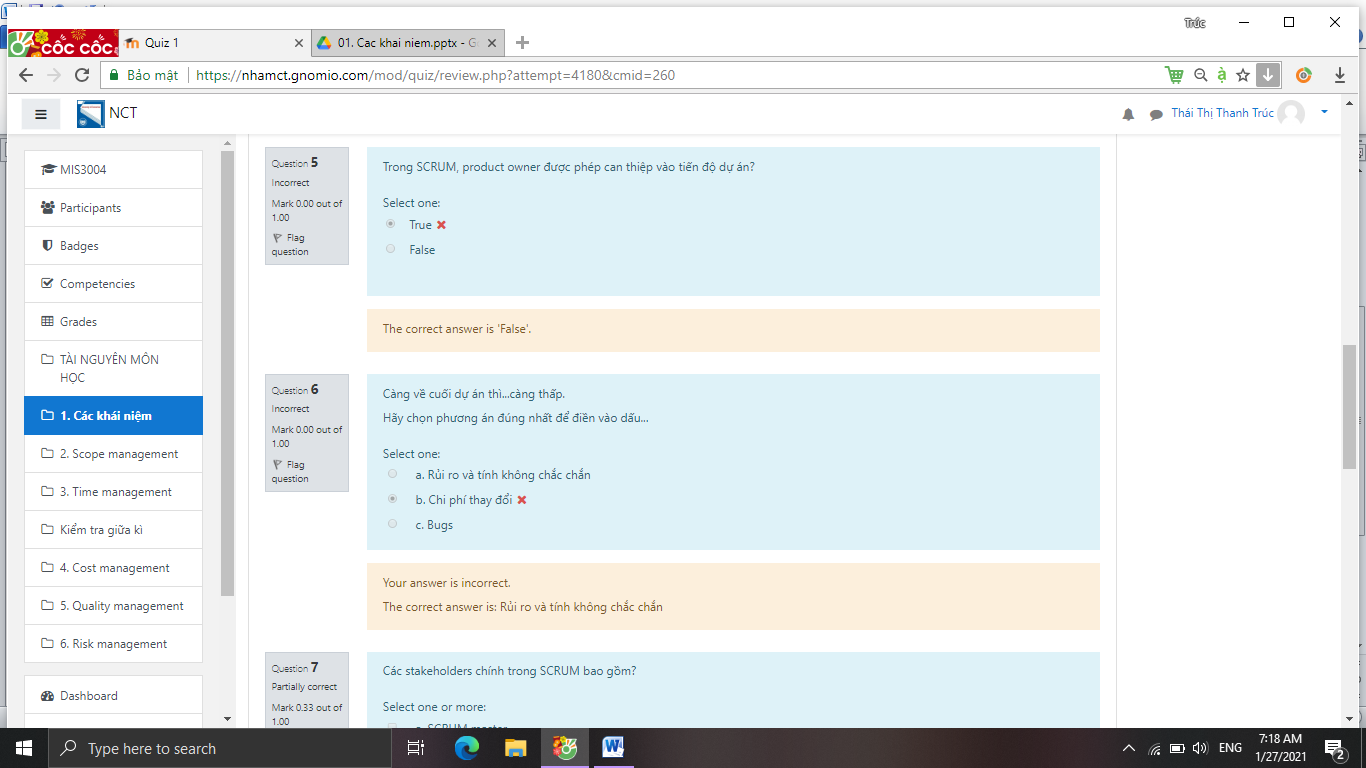 Trúc
CỐC CỐC
Quiz 1
01. Cac khai niem.pptx - G
Bảo mật
https://nhamct.gnomio.com/mod/quiz/review.php?attempt=4180&cmid=260
NCT
Thái Thị Thanh Trúc
MIS3004
Participants
Badges
Competencies
Grades
TÀI NGUYÊN MÔN
HỌC
1. Các khái niệm
2. Scope management
3. Time management
Kiểm tra giữa kì
4. Cost management
5. Quality management
6. Risk management
Dashboard
Question 5
Incorrect
Mark 0.00 out of
1.00
Flag
question
Trong SCRUM, product owner được phép can thiệp vào tiến độ dự án?
Select one:
True
False
The correct answer is 'False'.
Question 6
Incorrect
Mark 0.00 out of
1.00
Flag
question
Càng về cuối dự án thì...càng thấp.
Hãy chọn phương án đúng nhất để điền vào dấu...
Select one:
a. Rủi ro và tính không chắc chắn
b. Chi phí thay đổi
c. Bugs
Your answer is incorrect.
The correct answer is: Rủi ro và tính không chắc chắn
Question 7
Partially correct
Mark 0.33 out of
1.00
Các stakeholders chính trong SCRUM bao gồm?
Select one or more:
a. SCRUM master
Type here to search
ENG
7:18 AM
1/27/2021
2